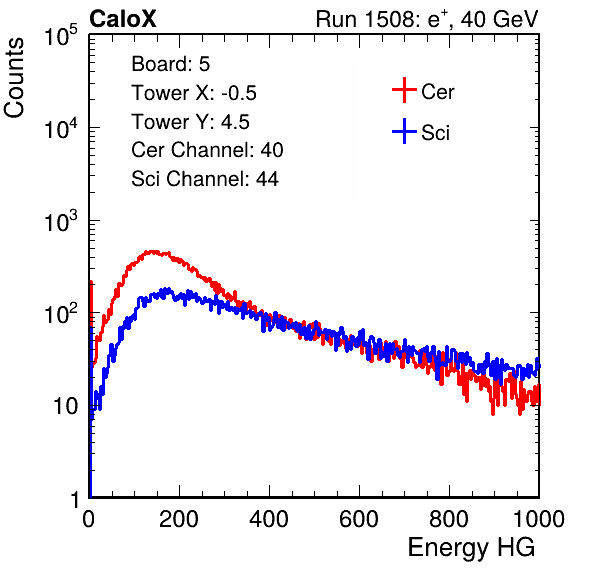 CaloX Run 1508: e⁺, 40 GeV
Counts
Board: 5
Tower X: -0.5
Tower Y: 4.5
Cer Channel: 40
Sci Channel: 44
Cer
Sci
10⁵
10⁴
10³
10²
10
1
0 200 400 600 800 1000
Energy HG